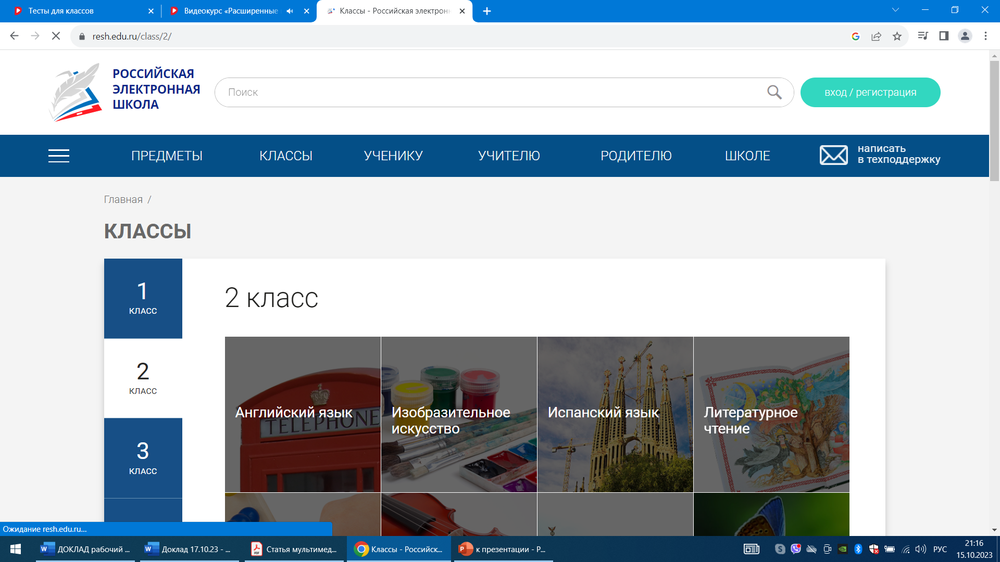 Тесты для классов
Видеокурс «Расширенные
Классы - Российская электрон
resh.edu.ru/class/2/
РОССИЙСКАЯ
ЭЛЕКТРОННАЯ
ШКОЛА
Поиск
вход / регистрация
ПРЕДМЕТЫ
КЛАССЫ
УЧЕНИКУ
УЧИТЕЛЮ
РОДИТЕЛЮ
ШКОЛЕ
написать
в техподдержку
Главная /
КЛАССЫ
1
КЛАСС
2
КЛАСС
3
КЛАСС
2 класс
TELEPHONE
Английский язык
Изобразительное
искусство
Испанский язык
Литературное
чтение
Ожидание resh.edu.ru...
ДОКЛАД рабочий ...
Доклад 17.10.23 - ...
Статья мультимед...
Классы - Российск...
к презентации - P...
РУС
21:16
15.10.2023